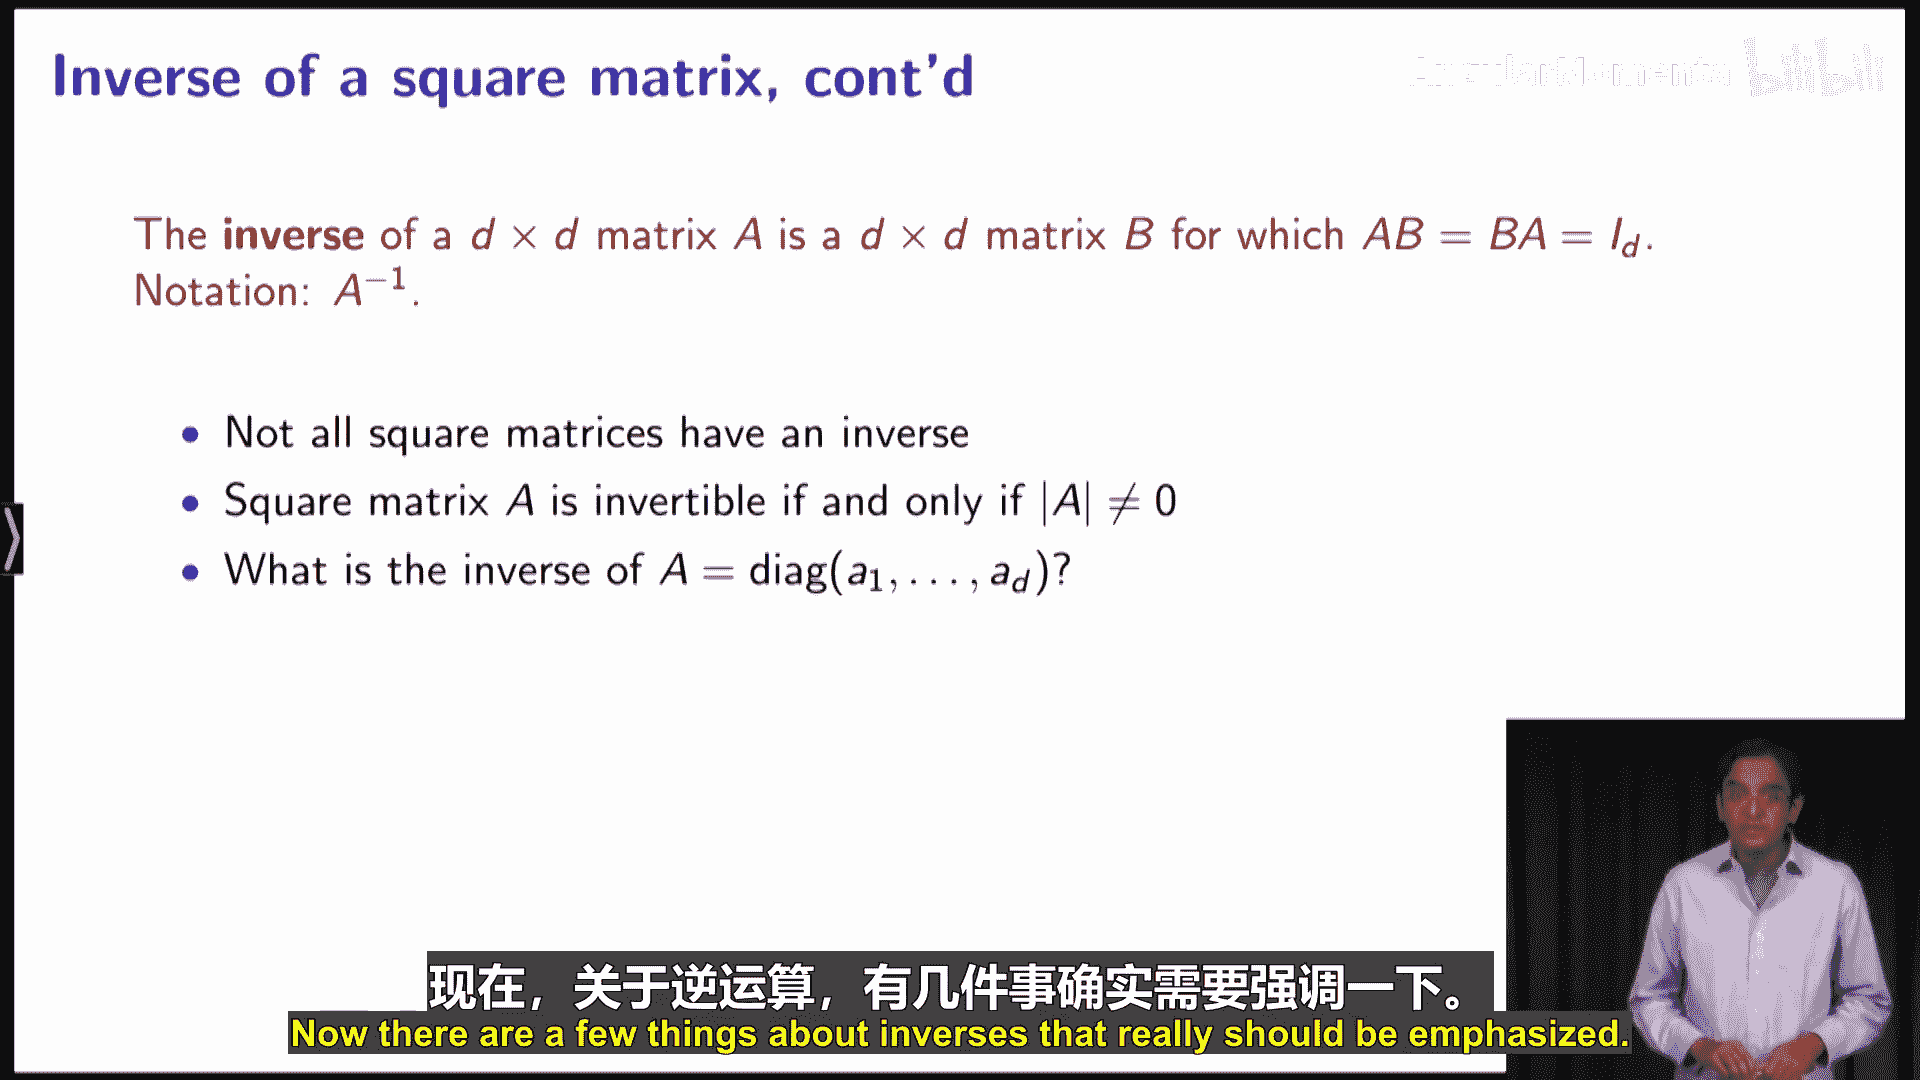 Inverse of a square matrix, cont'd
bilibili
The inverse of a d × d matrix A is a d × d matrix B for which AB = BA = I_d.
Notation: A⁻¹.
• Not all square matrices have an inverse
• Square matrix A is invertible if and only if |A| ≠ 0
• What is the inverse of A = diag(a₁, . . . , a_d)?
现在，关于逆运算，有几件事确实需要强调一下。
Now there are a few things about inverses that really should be emphasized.